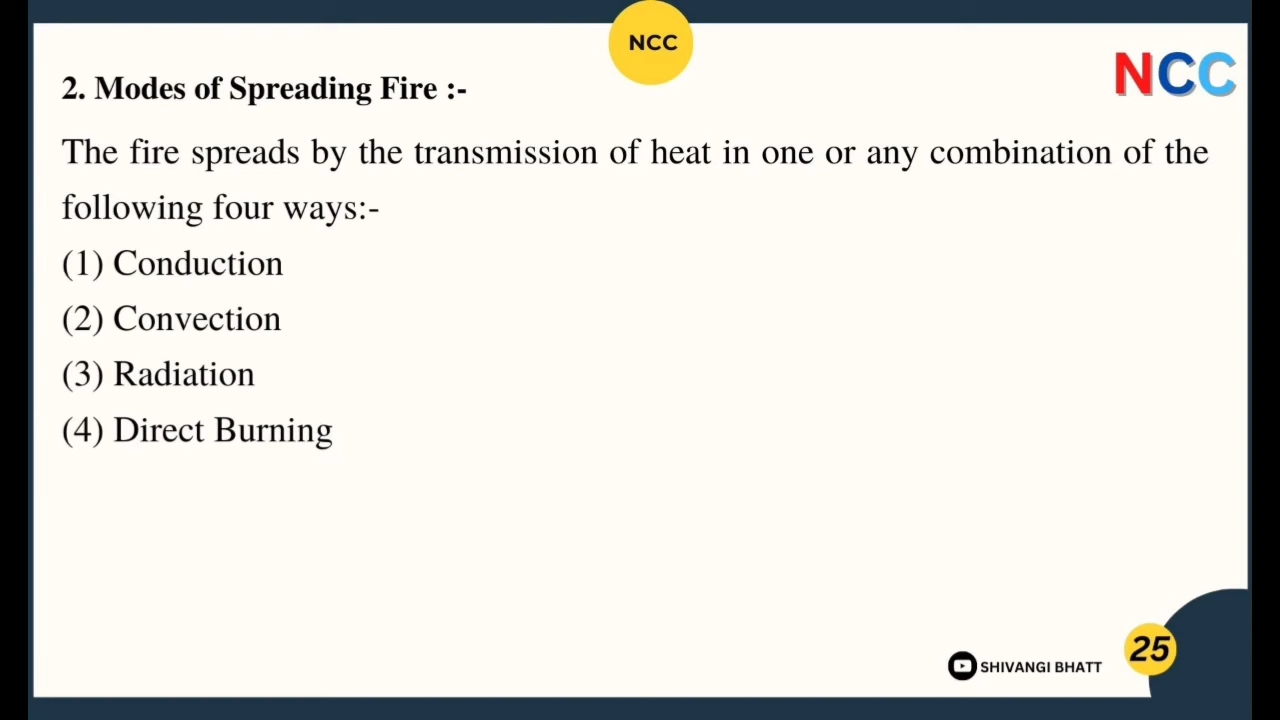 NCC
NCC
2. Modes of Spreading Fire :-
The fire spreads by the transmission of heat in one or any combination of the
following four ways:-
(1) Conduction
(2) Convection
(3) Radiation
(4) Direct Burning
SHIVANGI BHATT
25